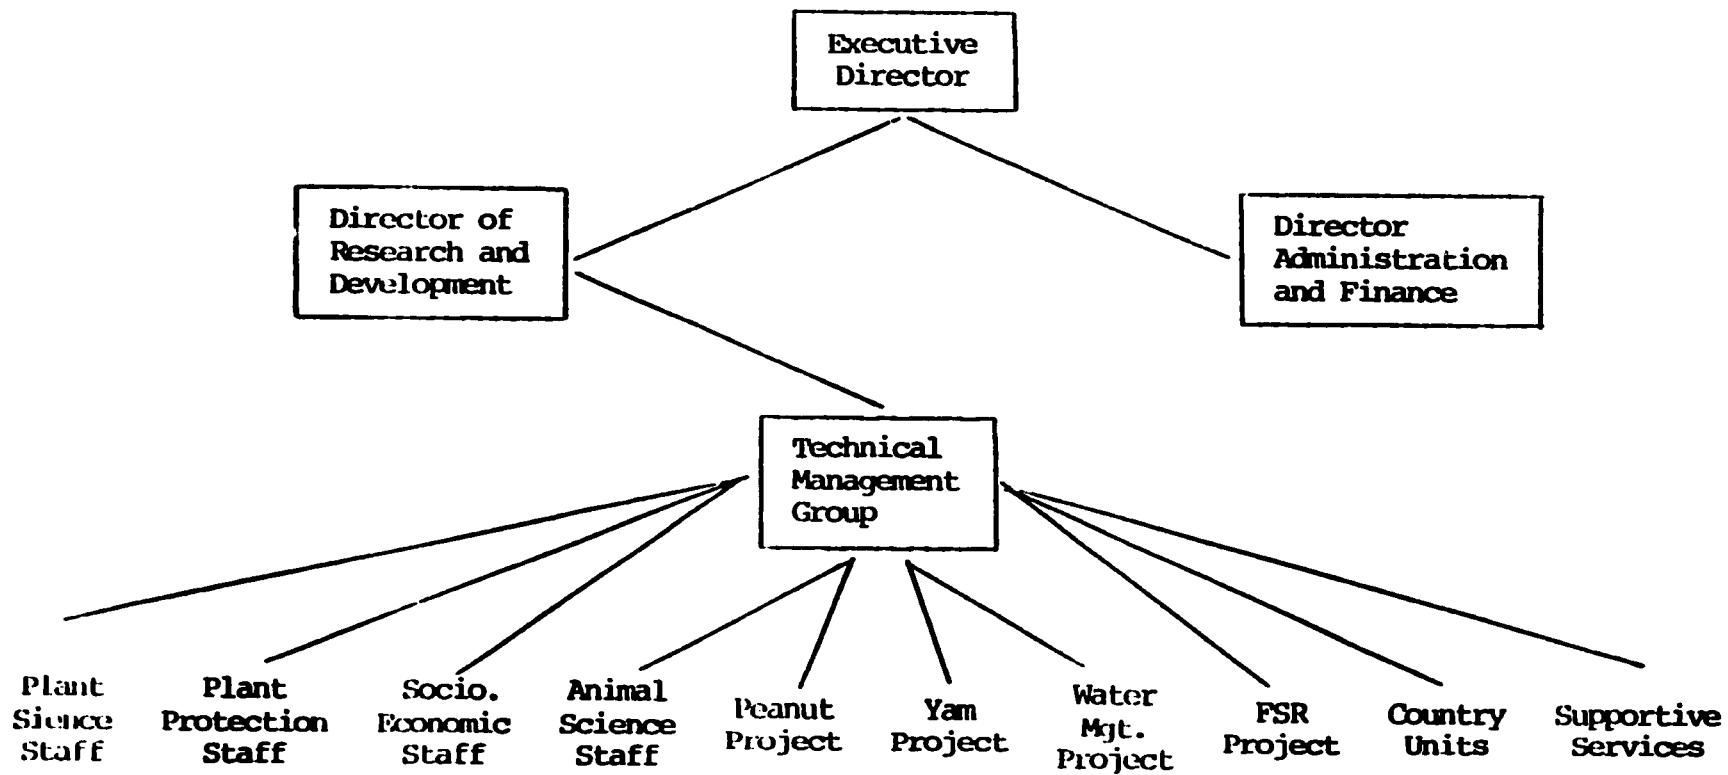 Executive
Director
Director of
Research and
Development
Director
Administration
and Finance
Technical
Management
Group
Plant
Sience
Staff
Plant
Protection
Staff
Socio.
Economic
Staff
Animal
Science
Staff
Peanut
Project
Yam
Project
Water
Mgt.
Project
FSR
Project
Country
Units
Supportive
Services